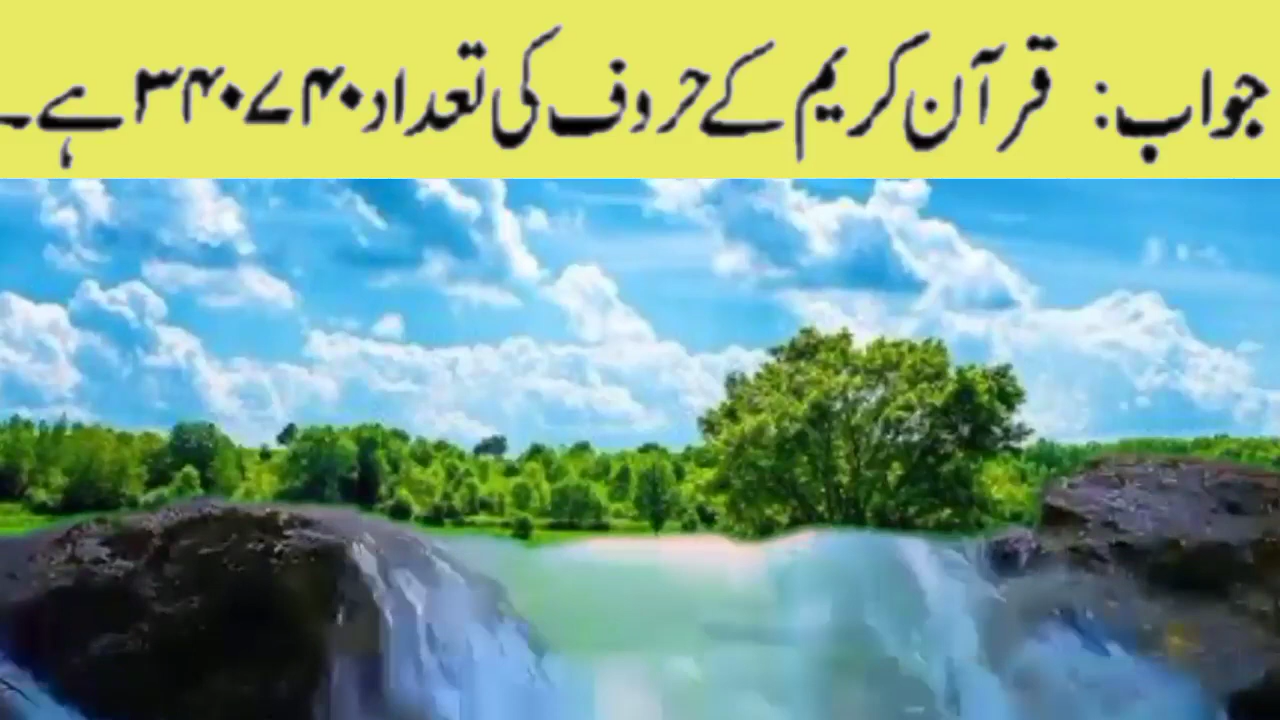 جواب: قرآن کریم کے حروف کی تعداد ۳۴۰۷۴۰ ہے۔